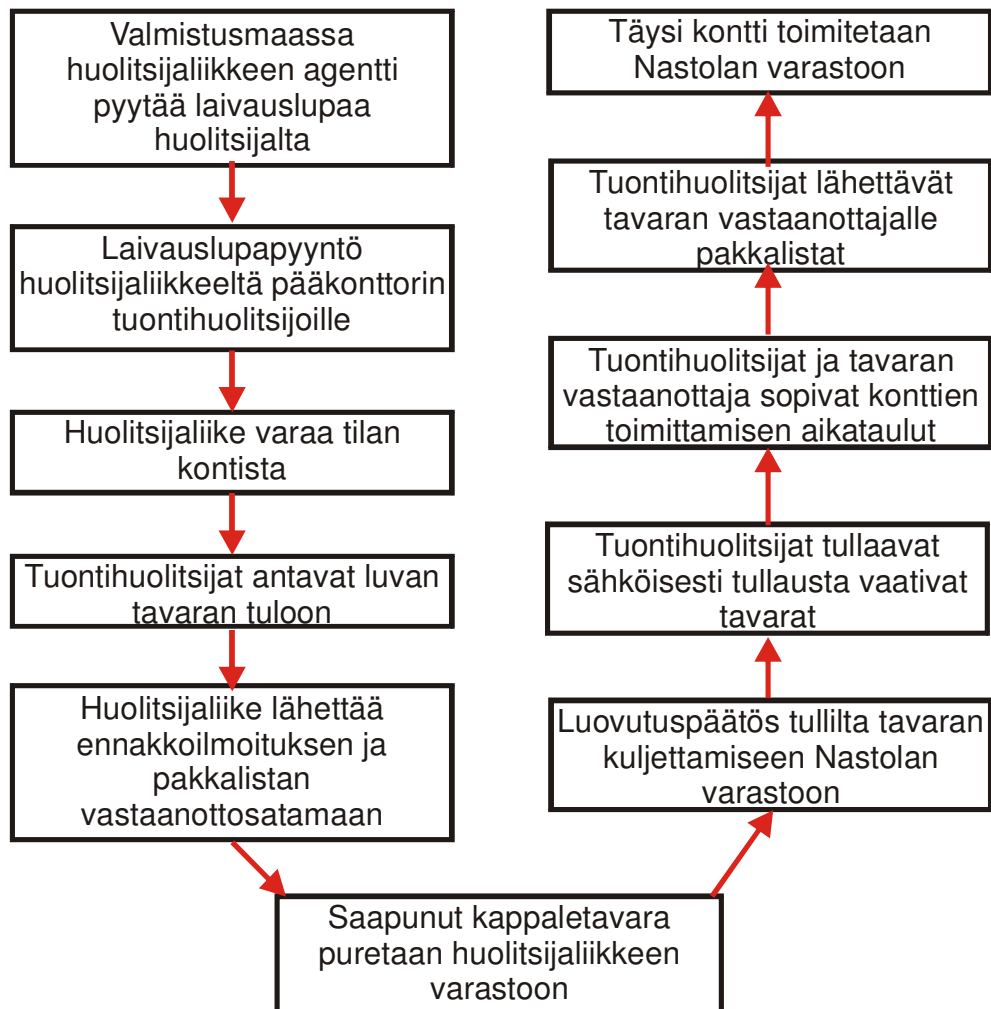 Valmistusmaassa
huolitsijaliikkeen agentti
pyytää laivauslupaa
huolitsijalta
Laivauslupapyyntö
huolitsijaliikkeeltä pääkonttorin
tuontihuolitsijoille
Huolitsijaliike varaa tilan
kontista
Tuontihuolitsijat antavat luvan
tavaran tuloon
Huolitsijaliike lähettää
ennakkoilmoituksen ja
pakkalistan
vastaanottosatamaan
Saapunut kappaletavara
puretaan huolitsijaliikkeen
varastoon
Luovutuspäätös tullilta tavaran
kuljettamiseen Nastolan
varastoon
Tuontihuolitsijat tullaavat
sähköisesti tullausta vaativat
tavarat
Tuontihuolitsijat ja tavaran
vastaanottaja sopivat konttien
toimittamisen aikataulut
Tuontihuolitsijat lähettävät
tavaran vastaanottajalle
pakkalistat
Täysi kontti toimitetaan
Nastolan varastoon